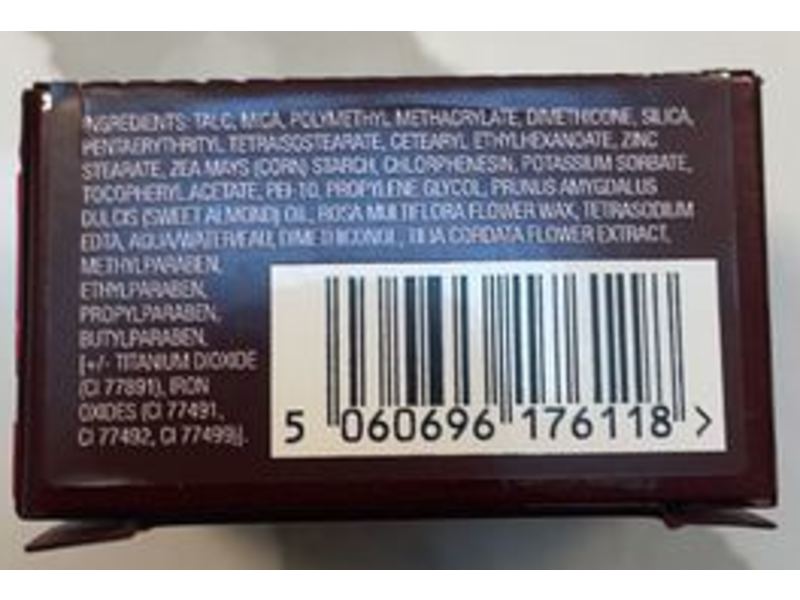 INGREDIENTS: TALC, MICA, POLYMETHYL METHACRYLATE, DIMETHICONE, SILICA,
PENTAERYTHRITYL TETRAISOSTEARATE, CETEARYL ETHYLHEXANOATE, ZINC
STEARATE, ZEA MAYS (CORN) STARCH, CHLORPHENESIN, POTASSIUM SORBATE,
TOCOPHERYL ACETATE, PEI-10, PROPYLENE GLYCOL, PRUNUS AMYGDALUS
DULCIS (SWEET ALMOND) OIL, ROSA MULTIFLORA FLOWER WAX, TETRASODIUM
EDTA, AQUA/WATER/EAU, DIMETHICONOL, TILIA CORDATA FLOWER EXTRACT,
METHYLPARABEN,
ETHYLPARABEN,
PROPYLPARABEN,
BUTYLPARABEN,
[+/- TITANIUM DIOXIDE
(CI 77891), IRON
OXIDES (CI 77491,
CI 77492, CI 77499)].
5 060696 176118 >